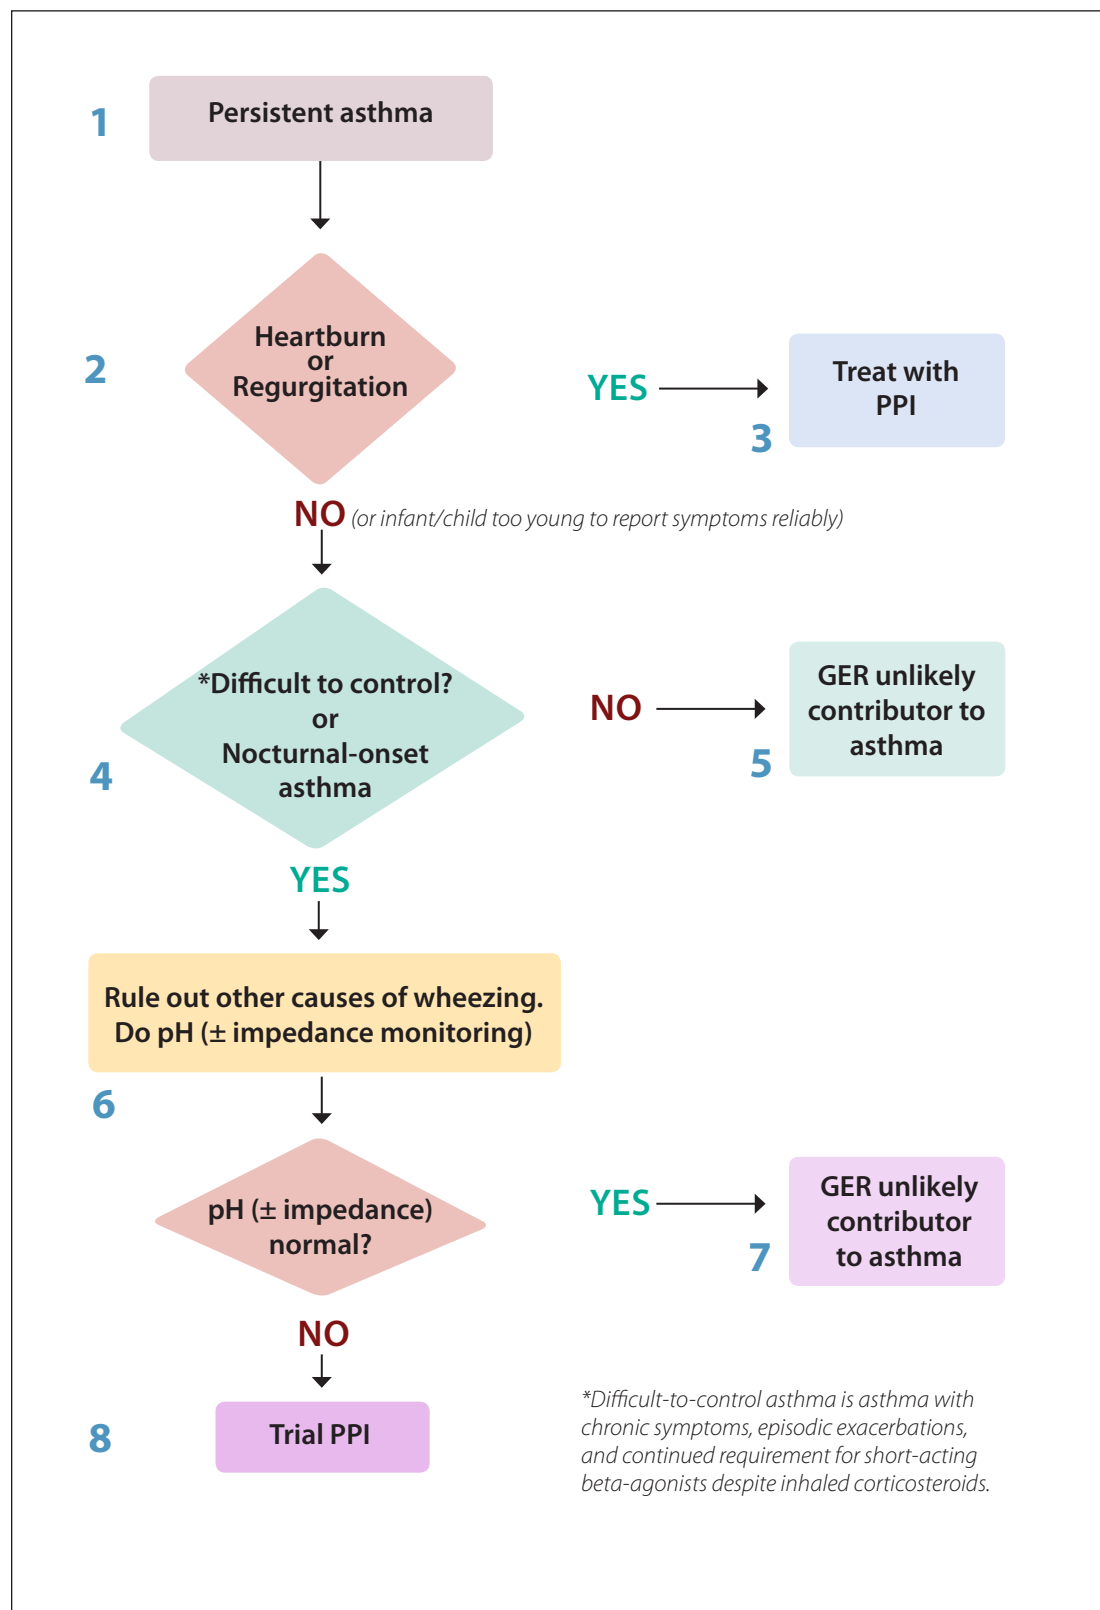 1
Persistent asthma
2
Heartburn
or
Regurgitation
YES
3
Treat with
PPI
NO (or infant/child too young to report symptoms reliably)
4
*Difficult to control?
or
Nocturnal-onset
asthma
NO
5
GER unlikely
contributor to
asthma
YES
Rule out other causes of wheezing.
Do pH (± impedance monitoring)
6
pH (± impedance)
normal?
YES
7
GER unlikely
contributor
to asthma
NO
8
Trial PPI
*Difficult-to-control asthma is asthma with
chronic symptoms, episodic exacerbations,
and continued requirement for short-acting
beta-agonists despite inhaled corticosteroids.